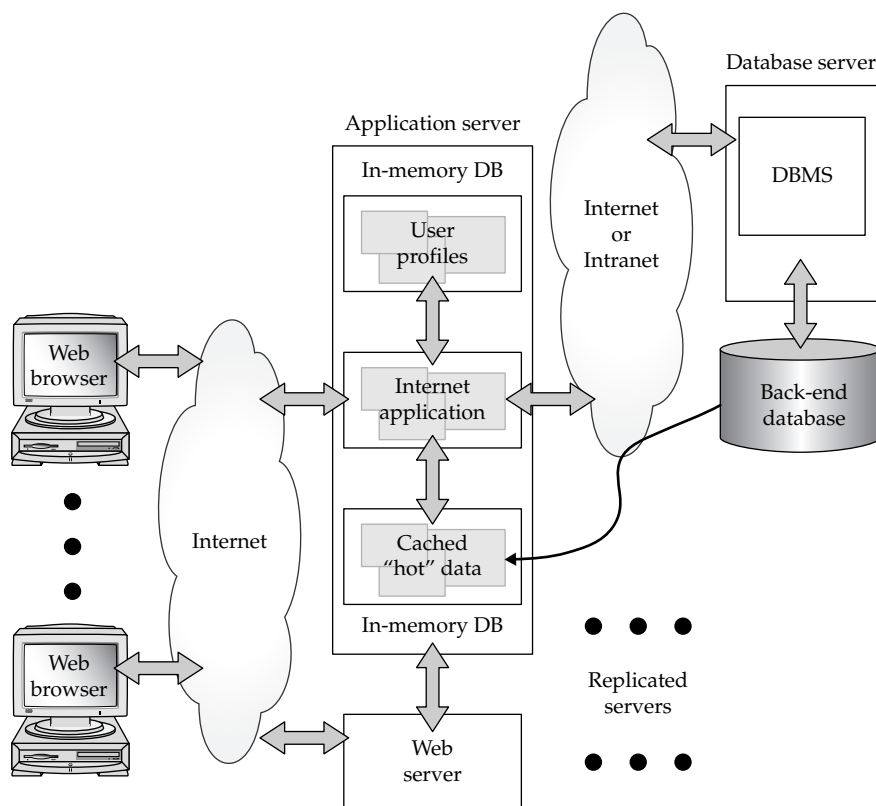 Database server
Application server
In-memory DB
DBMS
User
profiles
Internet
or
Intranet
Web
browser
Internet
application
Back-end
database
Internet
Cached
“hot” data
In-memory DB
Web
browser
Replicated
servers
Web
server